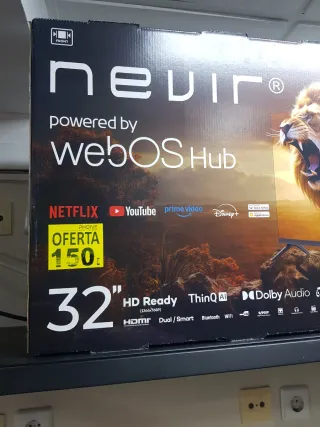 nevir®
powered by
webOS Hub
NETFLIX YouTube prime video Disney+
OFERTA
150€
32" HD Ready ThinQ AI Dolby Audio
HDMI Dual / Smart Bluetooth WiFi